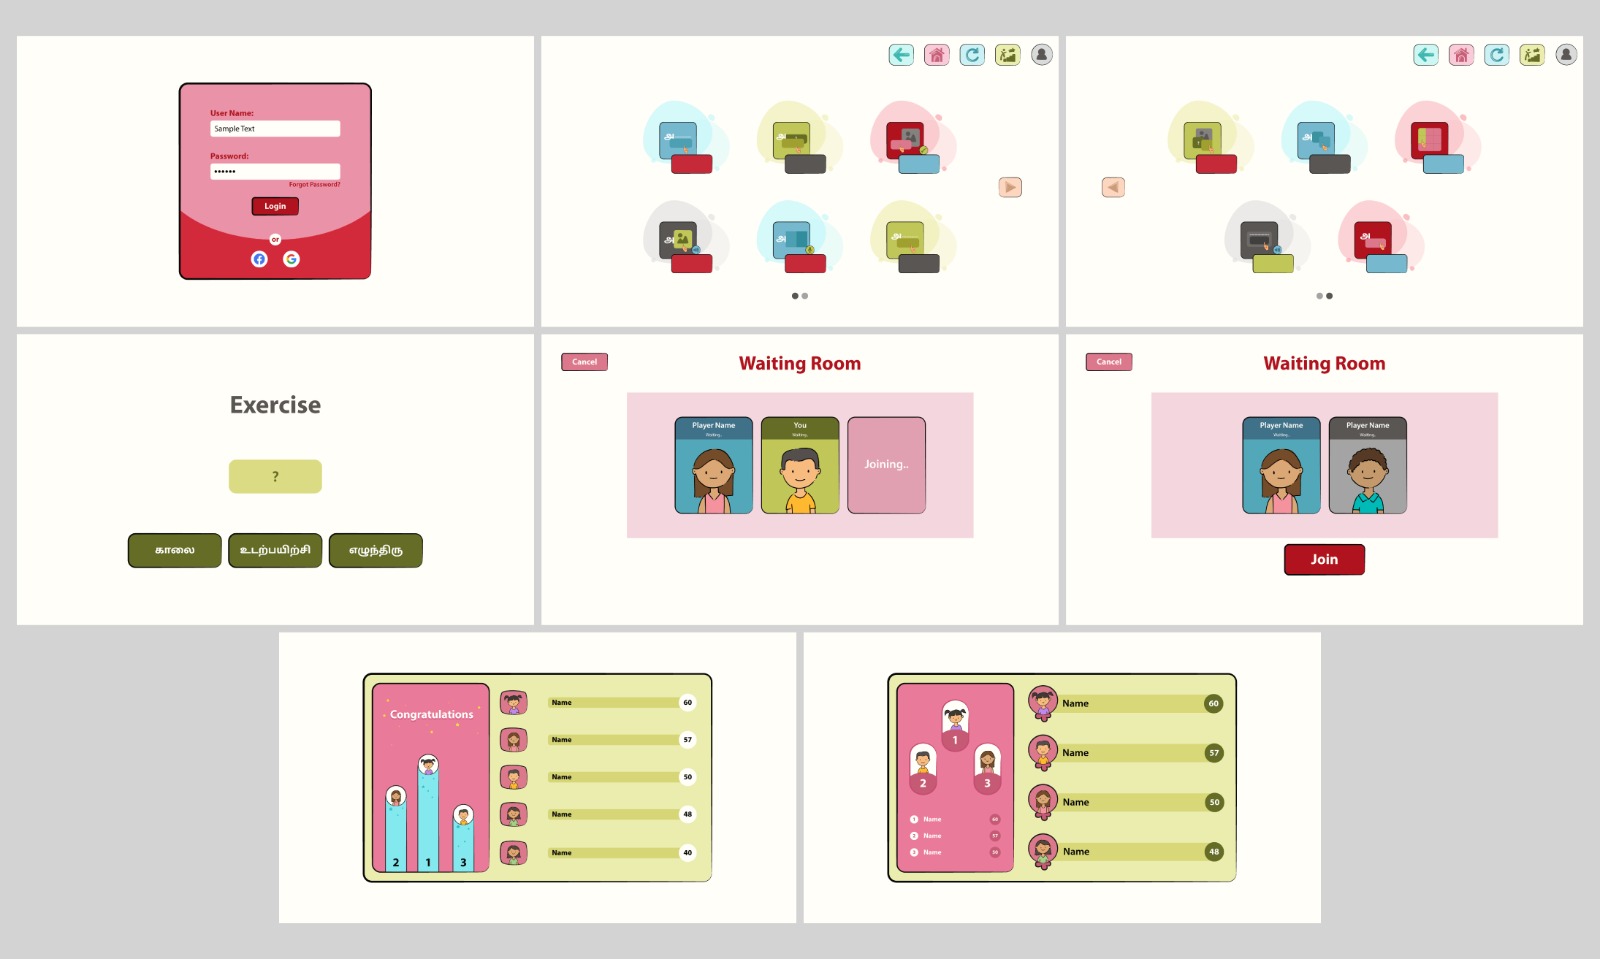 User Name:
Sample Text
Password:
••••••
Forgot Password?
Login
or
அ
அ
அ
அ
அ
அ
Exercise
?
காலை
உடற்பயிற்சி
எழுந்திரு
Cancel
Waiting Room
Player Name
Waiting..
You
Waiting..
Joining..
Cancel
Waiting Room
Player Name
Waiting..
Player Name
Waiting..
Join
Congratulations
2
1
3
Name 60
Name 57
Name 50
Name 48
Name 40
1
2
3
1 Name 60
2 Name 57
3 Name 50
Name 60
Name 57
Name 50
Name 48